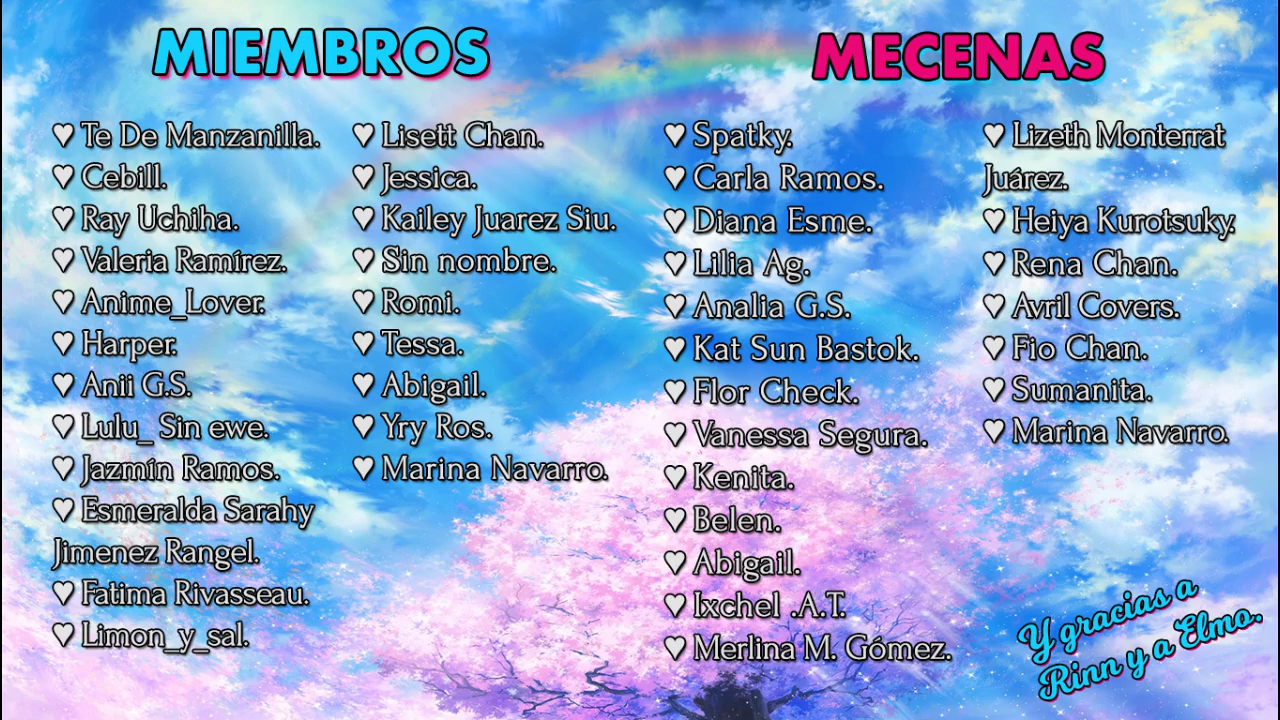 MIEMBROS
♥ Te De Manzanilla.
♥ Cebill.
♥ Ray Uchiha.
♥ Valeria Ramírez.
♥ Anime_Lover.
♥ Harper.
♥ Anii G.S.
♥ Lulu_ Sin ewe.
♥ Jazmín Ramos.
♥ Esmeralda Sarahy
Jimenez Rangel.
♥ Fatima Rivasseau.
♥ Limon_y_sal.
♥ Lisett Chan.
♥ Jessica.
♥ Kailey Juarez Siu.
♥ Sin nombre.
♥ Romi.
♥ Tessa.
♥ Abigail.
♥ Yry Ros.
♥ Marina Navarro.
MECENAS
♥ Spatky.
♥ Carla Ramos.
♥ Diana Esme.
♥ Lilia Ag.
♥ Analia G.S.
♥ Kat Sun Bastok.
♥ Flor Check.
♥ Vanessa Segura.
♥ Kenita.
♥ Belen.
♥ Abigail.
♥ Ixchel .A.T.
♥ Merlina M. Gómez.
♥ Lizeth Monterrat
Juárez.
♥ Heiya Kurotsuky.
♥ Rena Chan.
♥ Avril Covers.
♥ Fio Chan.
♥ Sumanita.
♥ Marina Navarro.
Y gracias a
Rinn y a Elmo.